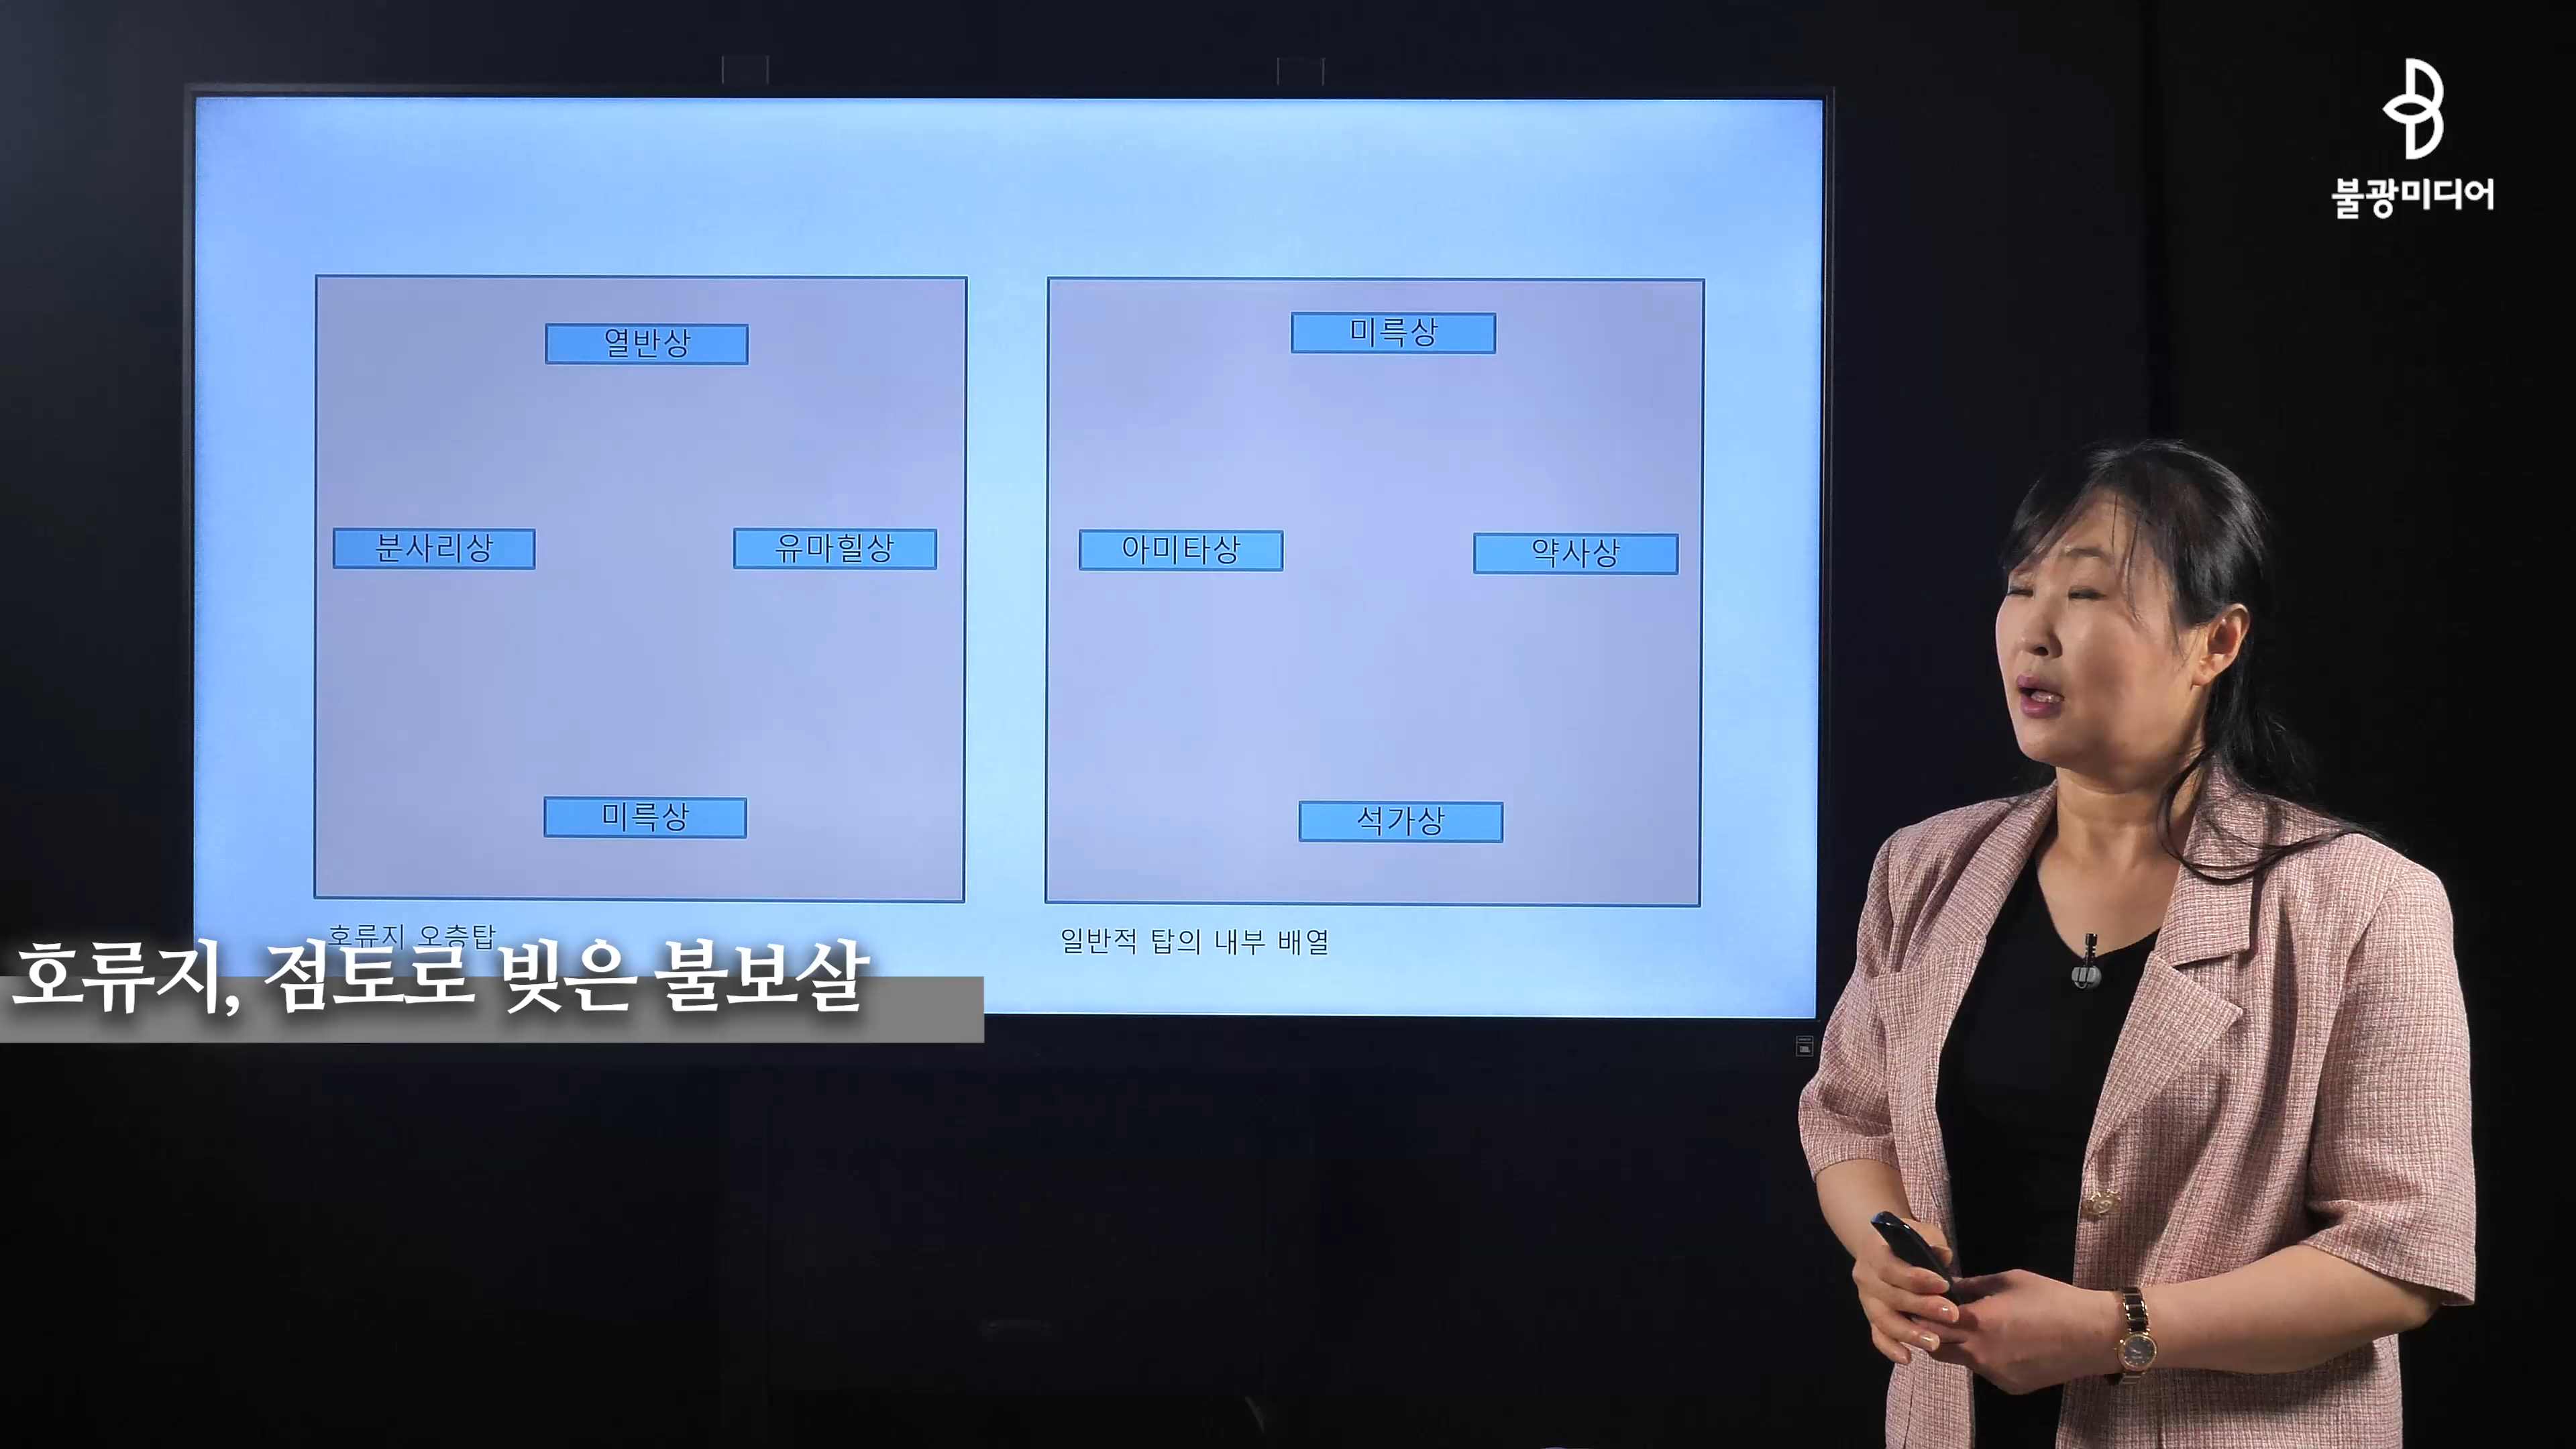 불광미디어
열반상
분사리상
유마힐상
미륵상
호류지 오층탑
미륵상
아미타상
약사상
석가상
일반적 탑의 내부 배열
호류지, 점토로 빚은 불보살